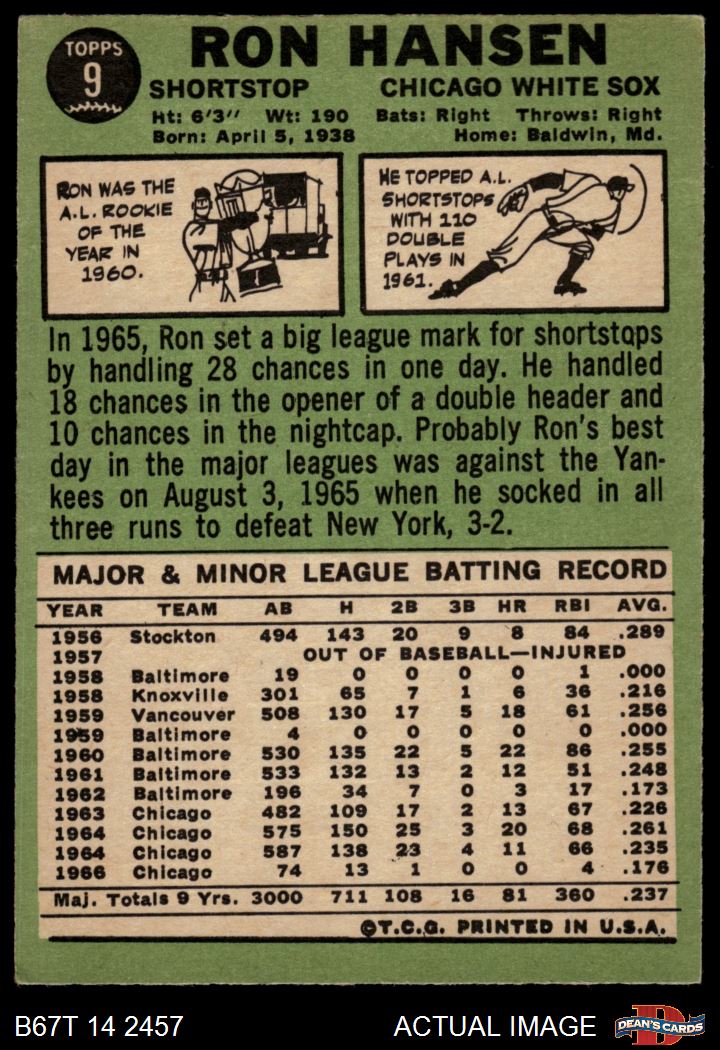 TOPPS
9
RON HANSEN
SHORTSTOP CHICAGO WHITE SOX
Ht: 6'3'' Wt: 190 Bats: Right Throws: Right
Born: April 5, 1938 Home: Baldwin, Md.
RON WAS THE
A.L. ROOKIE
OF THE
YEAR IN
1960.
HE TOPPED A.L.
SHORTSTOPS
WITH 110
DOUBLE
PLAYS IN
1961.
In 1965, Ron set a big league mark for shortstops
by handling 28 chances in one day. He handled
18 chances in the opener of a double header and
10 chances in the nightcap. Probably Ron's best
day in the major leagues was against the Yan-
kees on August 3, 1965 when he socked in all
three runs to defeat New York, 3-2.
MAJOR & MINOR LEAGUE BATTING RECORD
YEAR TEAM AB H 2B 3B HR RBI AVG.
1956 Stockton 494 143 20 9 8 84 .289
1957 OUT OF BASEBALL—INJURED
1958 Baltimore 19 0 0 0 0 1 .000
1958 Knoxville 301 65 7 1 6 36 .216
1959 Vancouver 508 130 17 5 18 61 .256
1959 Baltimore 4 0 0 0 0 0 .000
1960 Baltimore 530 135 22 5 22 86 .255
1961 Baltimore 533 132 13 2 12 51 .248
1962 Baltimore 196 34 7 0 3 17 .173
1963 Chicago 482 109 17 2 13 67 .226
1964 Chicago 575 150 25 3 20 68 .261
1964 Chicago 587 138 23 4 11 66 .235
1966 Chicago 74 13 1 0 0 4 .176
Maj. Totals 9 Yrs. 3000 711 108 16 81 360 .237
©T.C.G. PRINTED IN U.S.A.
B67T 14 2457 ACTUAL IMAGE
D
DEAN'S CARDS